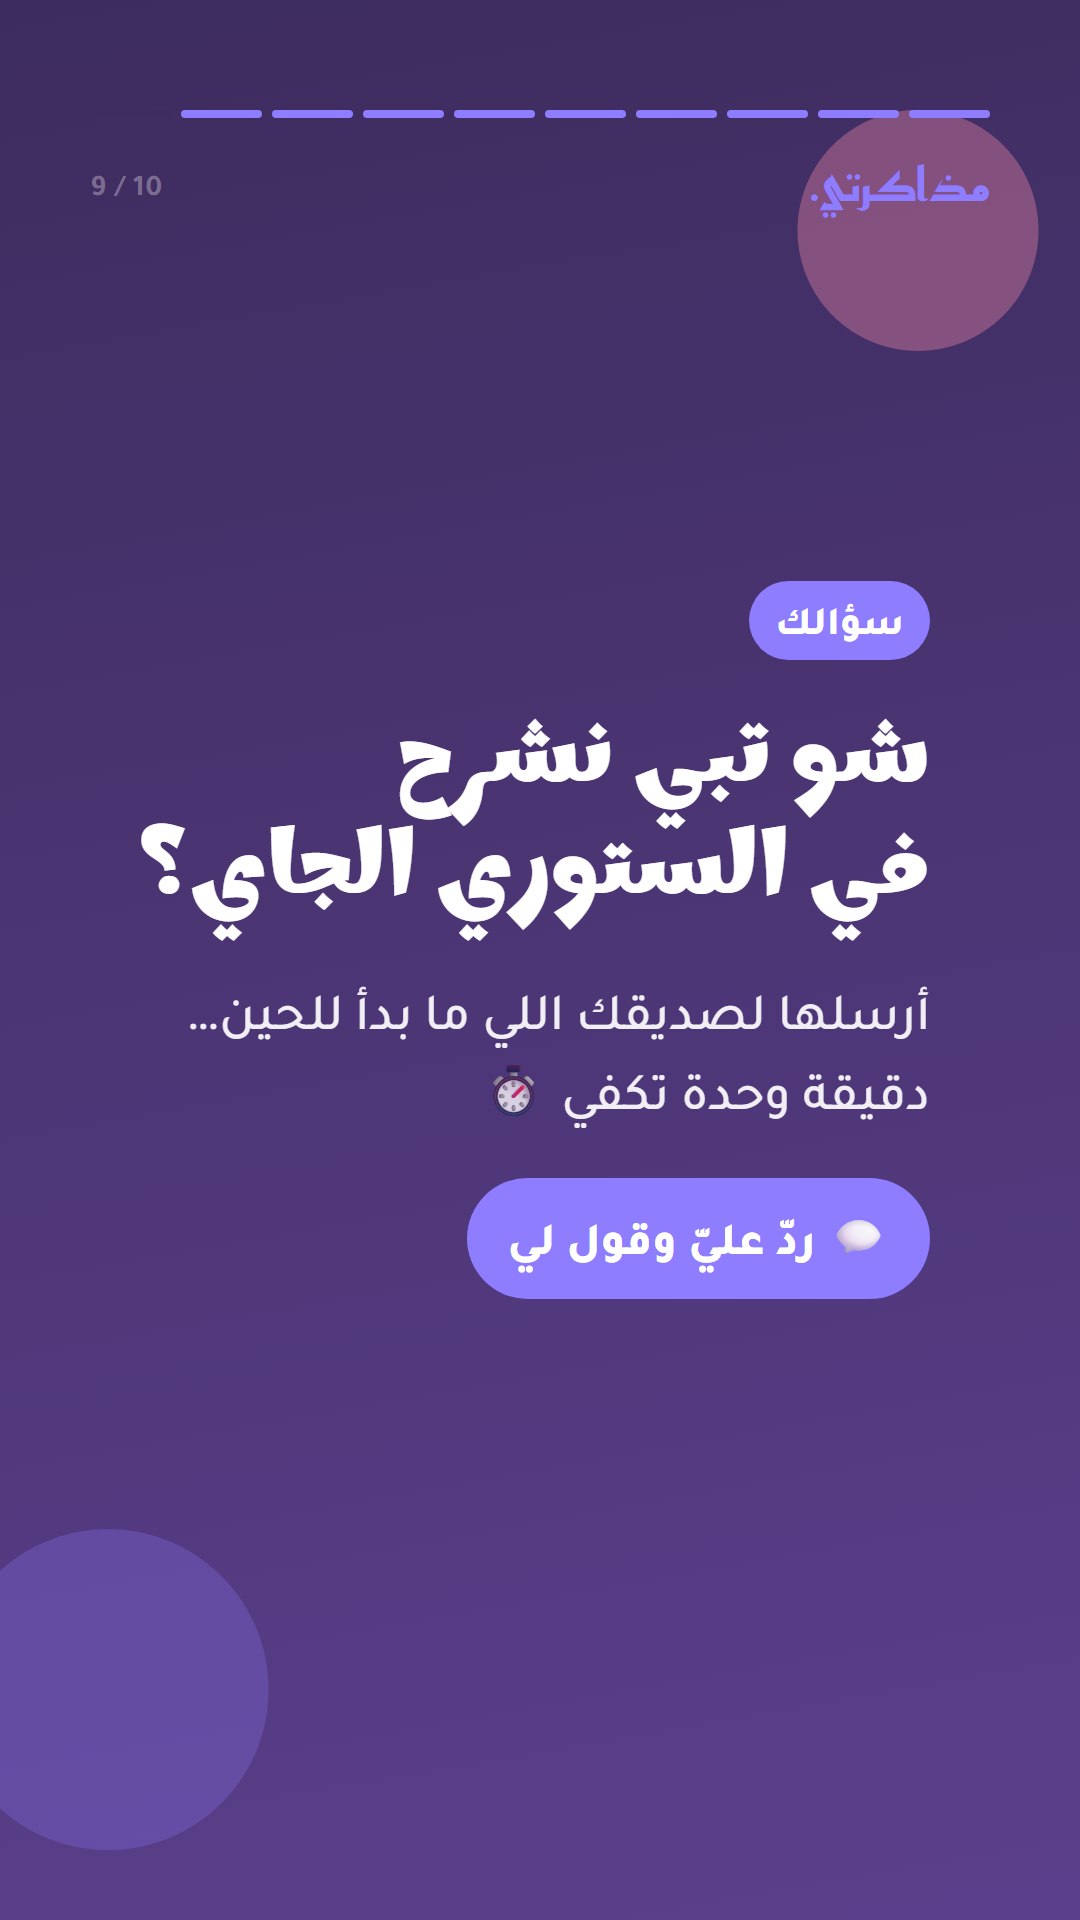 مذاكرتي.
9 / 10
سؤالك
شو تبي نشرح
في الستوري الجاي؟
أرسلها لصديقك اللي ما بدأ للحين...
دقيقة وحدة تكفي ⏱️
💬 ردّ عليّ وقول لي